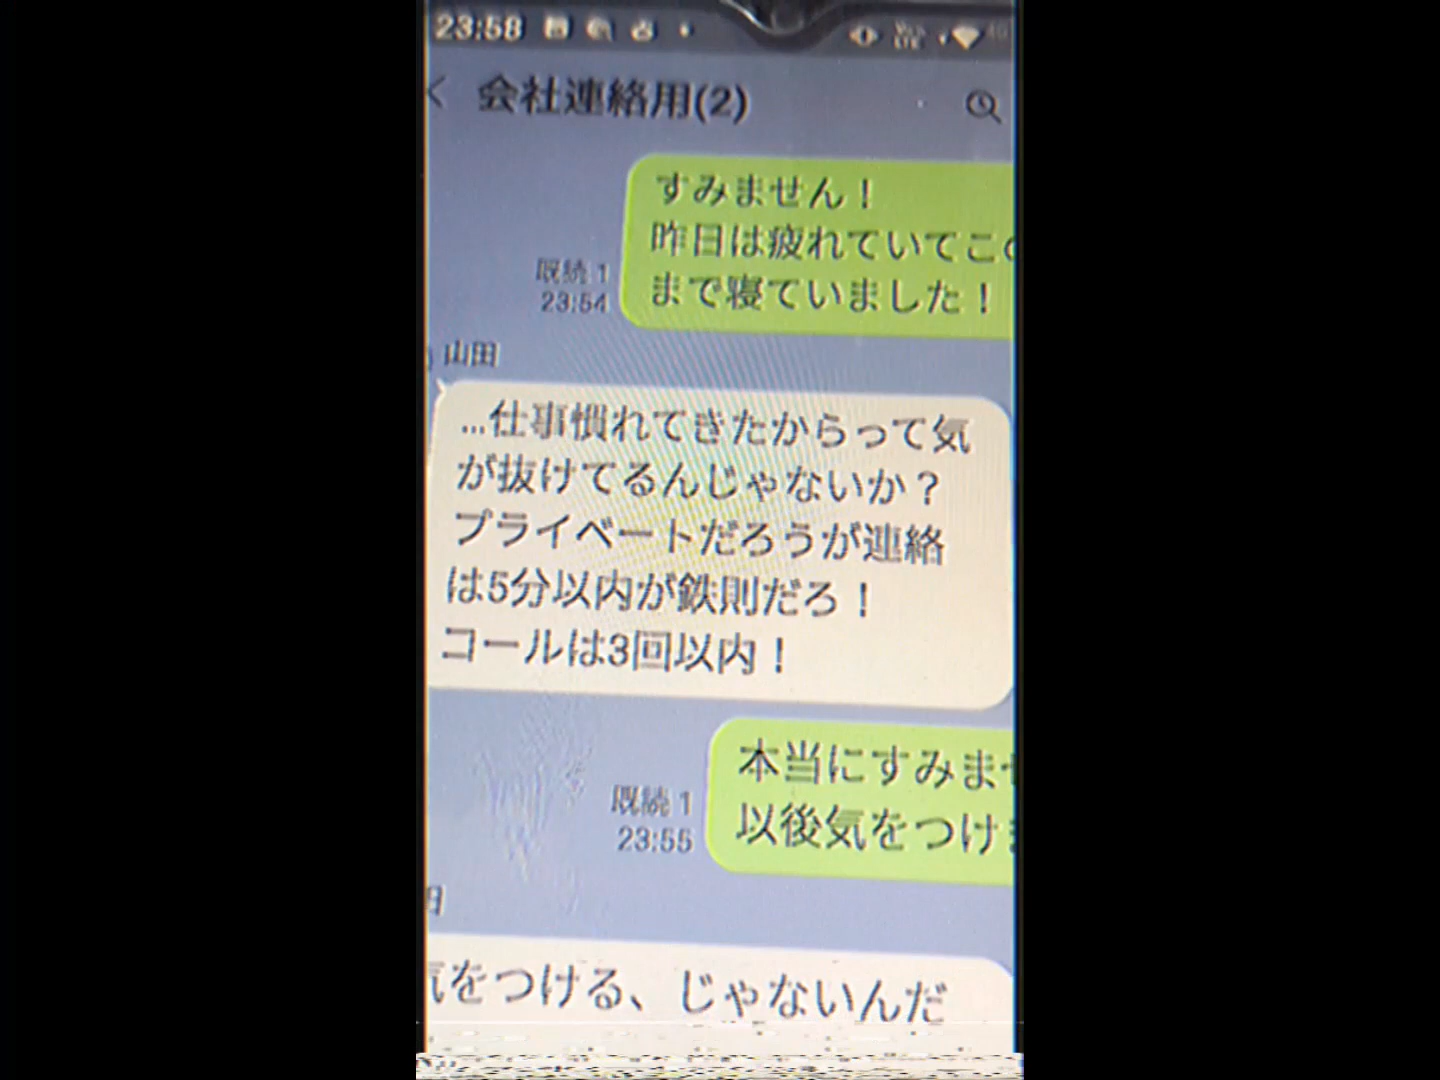 23:58
会社連絡用(2)
すみません！
昨日は疲れていてこの
まで寝ていました！
既読 1
23:54
山田
...仕事慣れてきたからって気
が抜けてるんじゃないか？
プライベートだろうが連絡
は5分以内が鉄則だろ！
コールは3回以内！
本当にすみませ
以後気をつけ
既読 1
23:55
田
気をつける、じゃないんだ